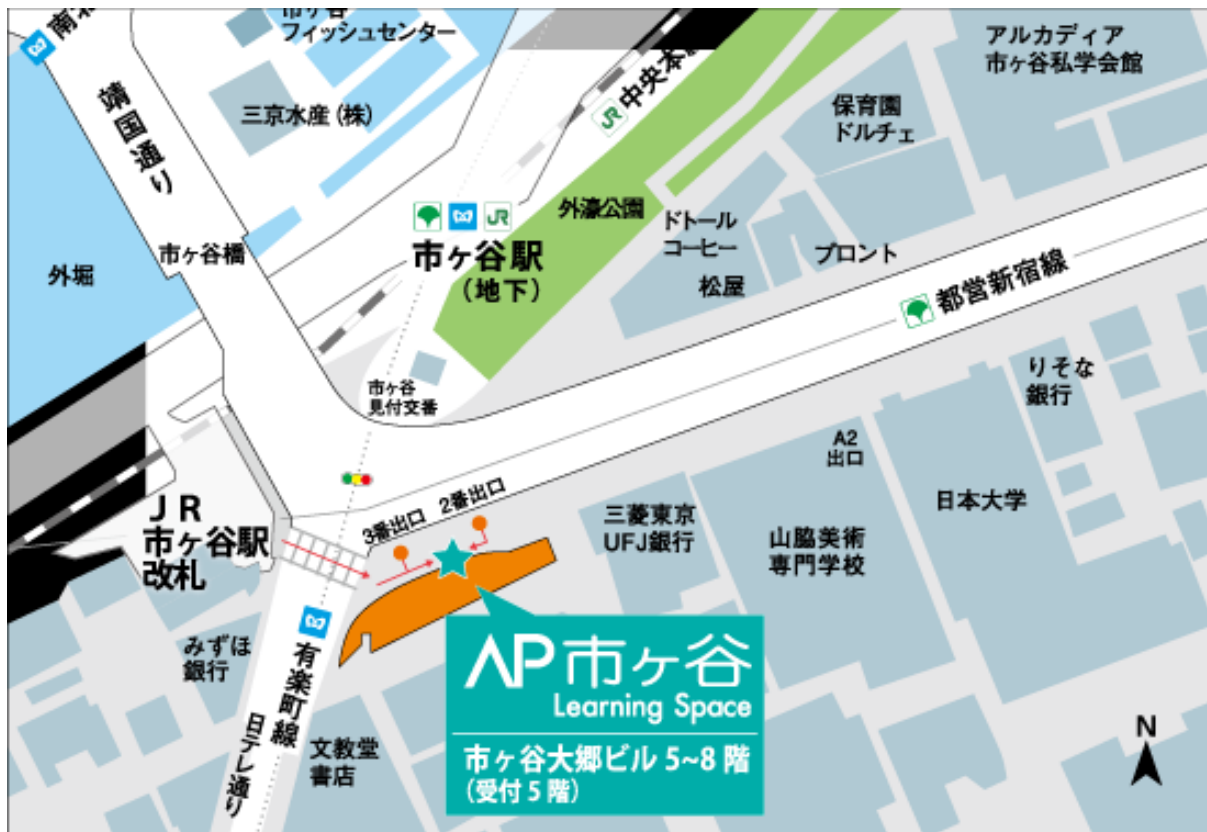 南北
市ヶ谷
フィッシュセンター
三京水産(株)
靖国通り
市ヶ谷橋
外堀
JR
中央本線
JR
市ヶ谷駅
(地下)
外濠公園
アルカディア
市ヶ谷私学会館
保育園
ドルチェ
ドトール
コーヒー
松屋
プロント
都営新宿線
りそな
銀行
市ヶ谷
見付交番
A2
出口
日本大学
山脇美術
専門学校
三菱東京
UFJ銀行
2番出口
3番出口
JR
市ヶ谷駅
改札
みずほ
銀行
有楽町線
日テレ通り
文教堂
書店
AP市ヶ谷
Learning Space
市ヶ谷大郷ビル 5~8 階
(受付 5 階)
N